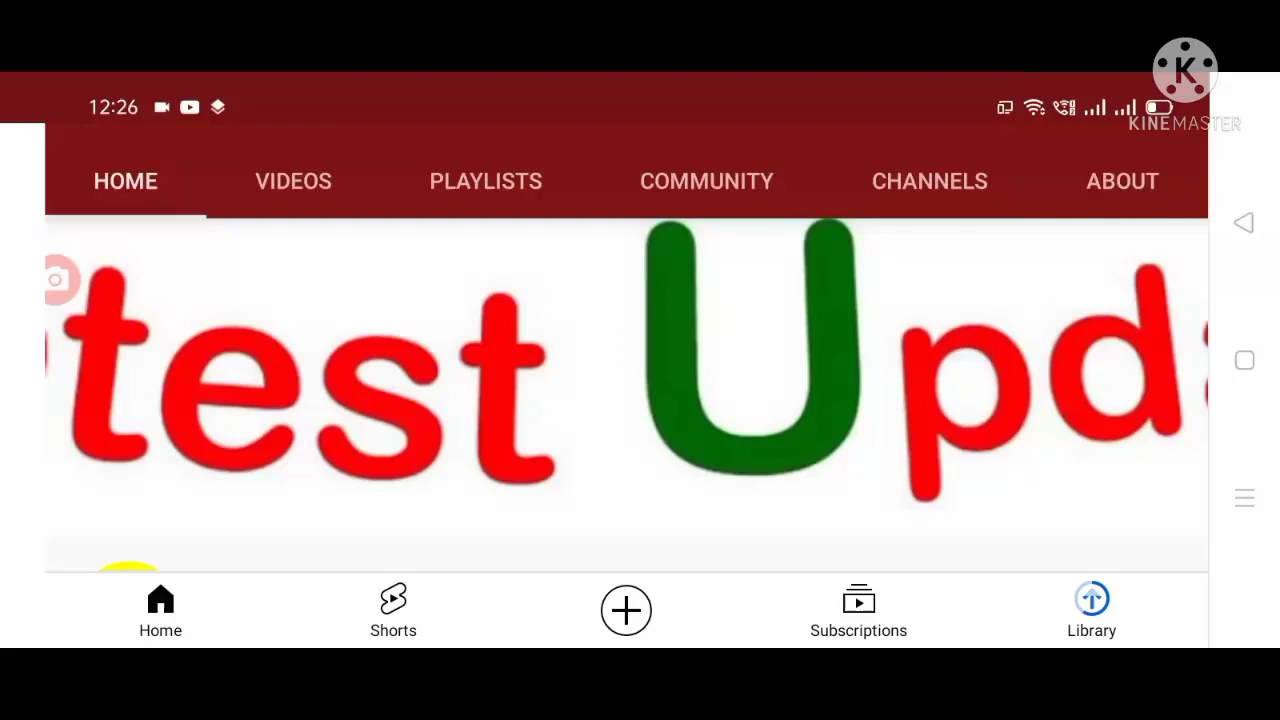 K
KINEMASTER
12:26
HOME VIDEOS PLAYLISTS COMMUNITY CHANNELS ABOUT
test Upd
Home Shorts Subscriptions Library